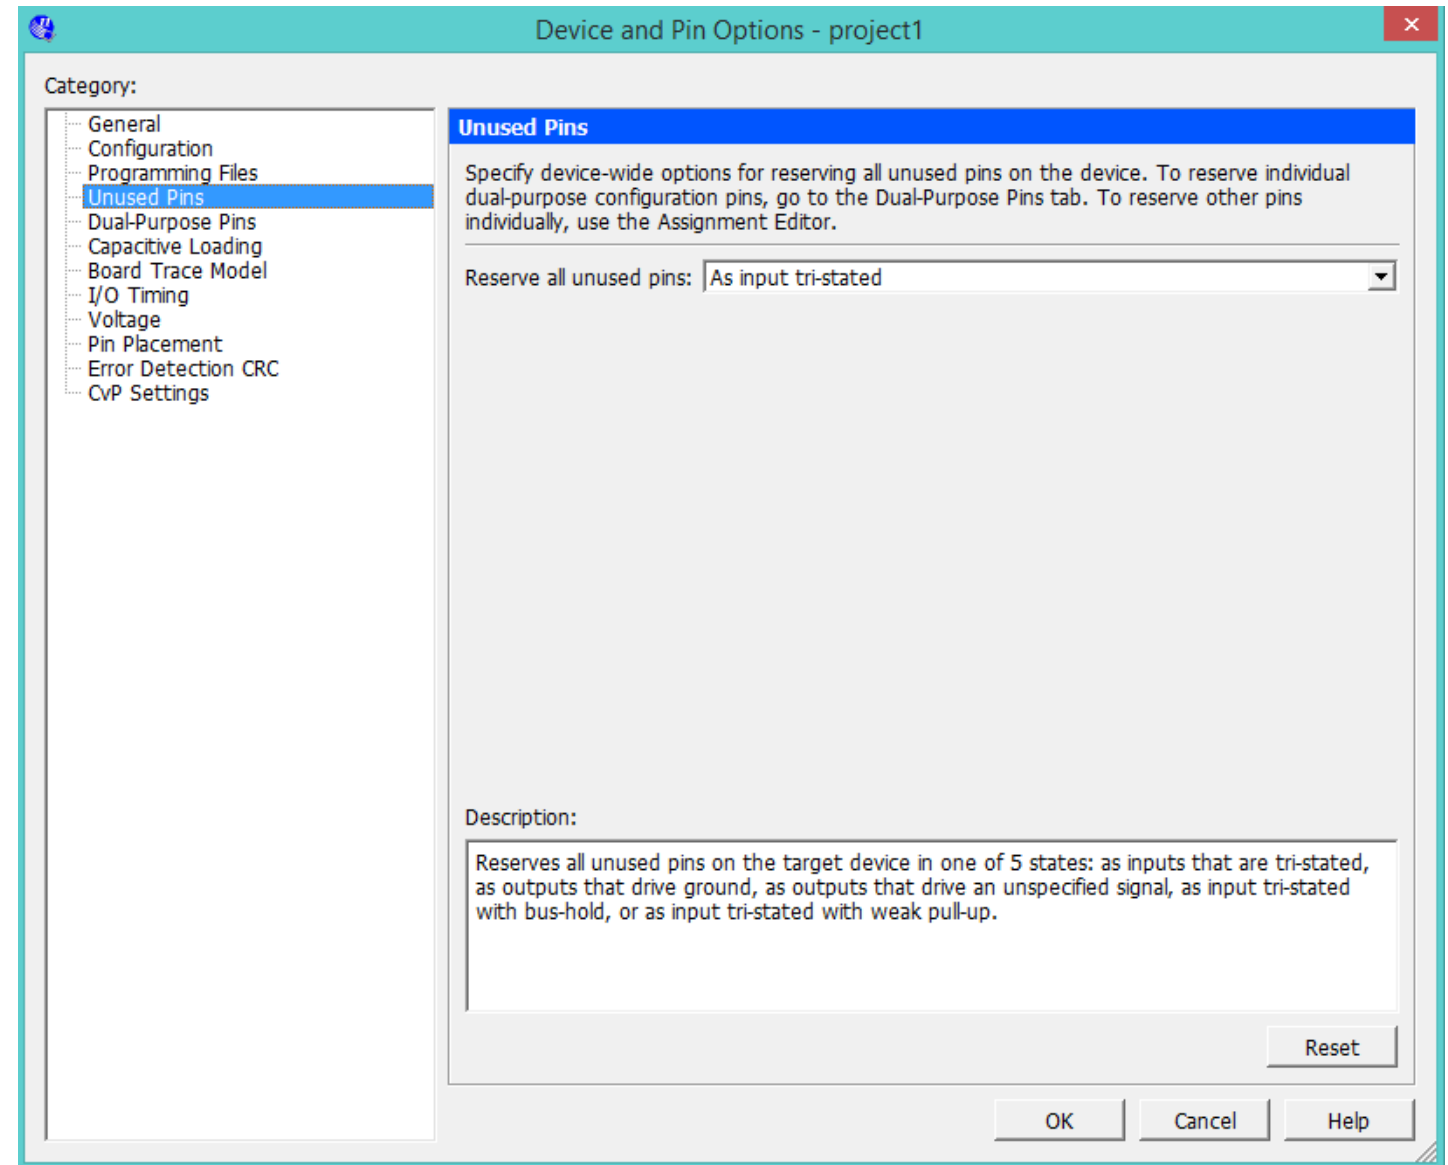 Device and Pin Options - project1
Category:
General
Configuration
Programming Files
Unused Pins
Dual-Purpose Pins
Capacitive Loading
Board Trace Model
I/O Timing
Voltage
Pin Placement
Error Detection CRC
CvP Settings
Unused Pins
Specify device-wide options for reserving all unused pins on the device. To reserve individual
dual-purpose configuration pins, go to the Dual-Purpose Pins tab. To reserve other pins
individually, use the Assignment Editor.
Reserve all unused pins: As input tri-stated
Description:
Reserves all unused pins on the target device in one of 5 states: as inputs that are tri-stated,
as outputs that drive ground, as outputs that drive an unspecified signal, as input tri-stated
with bus-hold, or as input tri-stated with weak pull-up.
Reset
OK Cancel Help